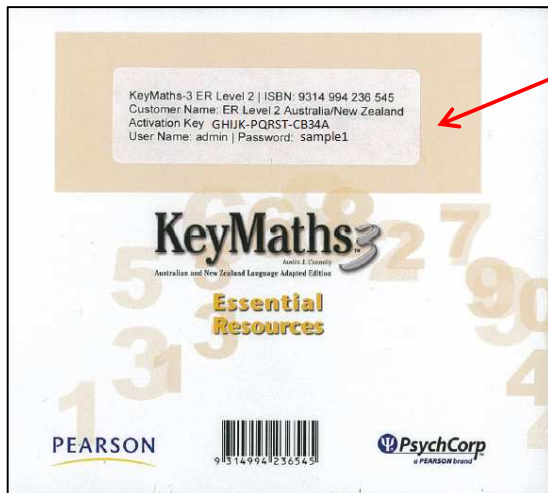 KeyMaths-3 ER Level 2 | ISBN: 9314 994 236 545
Customer Name: ER Level 2 Australia/New Zealand
Activation Key GHIJK-PQRST-CB34A
User Name: admin | Password: sample1
KeyMaths3™
Austin J. Connolly
Australian and New Zealand Language Adapted Edition
Essential
Resources
PEARSON
9 314994 236545
PsychCorp
a PEARSON brand